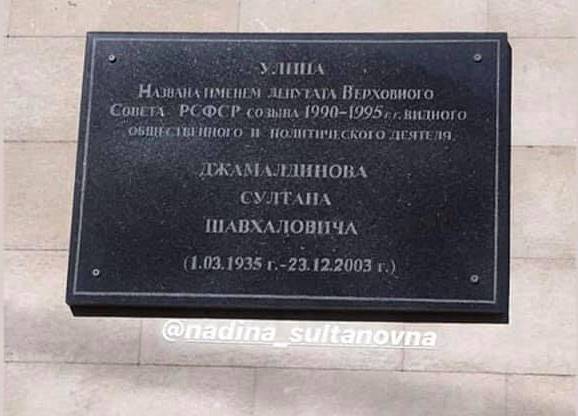 УЛИЦА
НАЗВАНА ИМЕНЕМ ДЕПУТАТА ВЕРХОВНОГО
СОВЕТА РСФСР СОЗЫВА 1990-1995 г.г. ВИДНОГО
ОБЩЕСТВЕННОГО И ПОЛИТИЧЕСКОГО ДЕЯТЕЛЯ.
ДЖАМАЛДИНОВА
СУЛТАНА
ШАВХАЛОВИЧА
(1.03.1935 г.-23.12.2003 г.)
@nadina_sultanovna